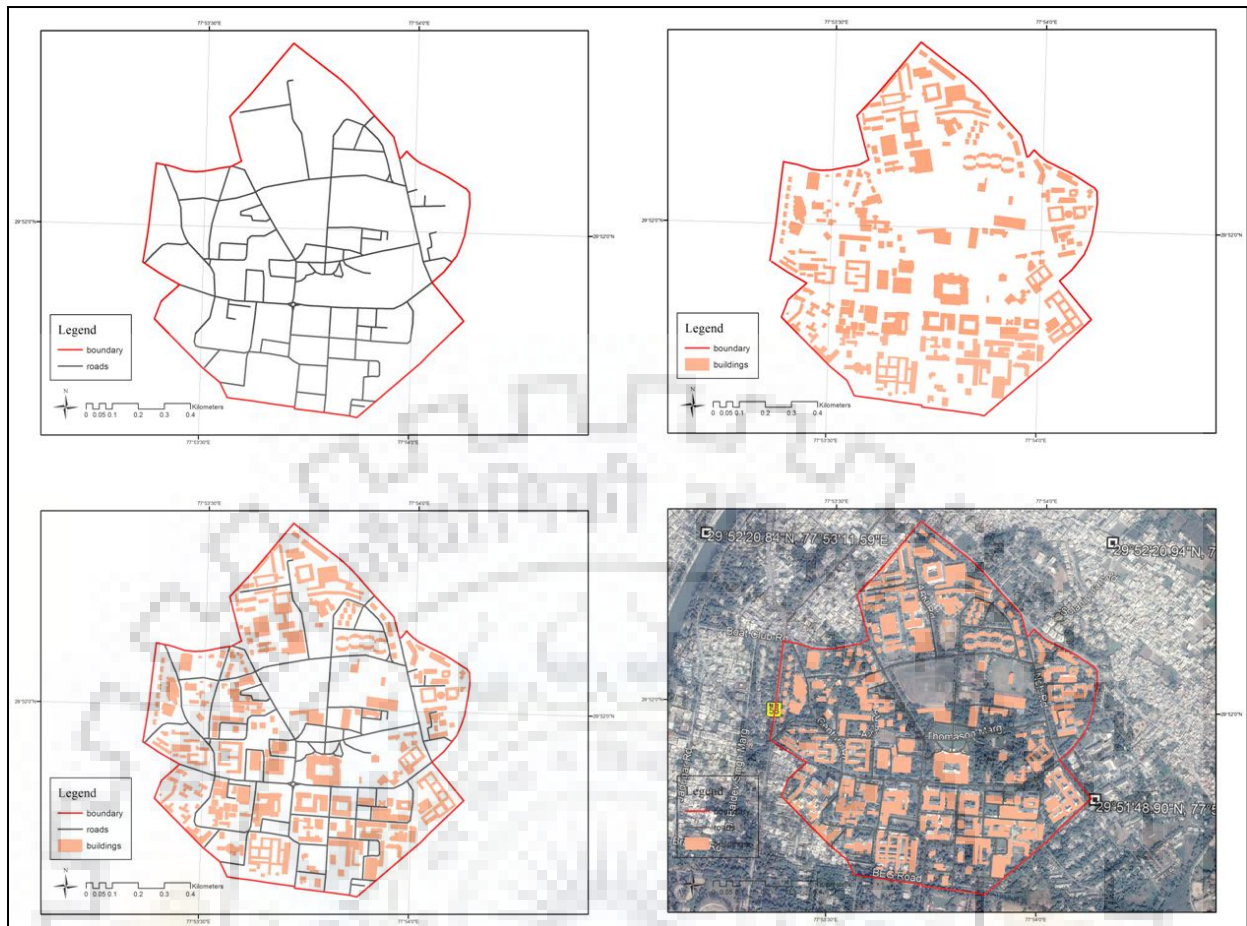 77°53'30"E 77°54'0"E
29°52'0"N 29°52'0"N
Legend
boundary
roads
N
0 0.05 0.1 0.2 0.3 0.4 Kilometers
77°53'30"E 77°54'0"E
77°53'30"E 77°54'0"E
29°52'0"N 29°52'0"N
Legend
boundary
buildings
N
0 0.05 0.1 0.2 0.3 0.4 Kilometers
77°53'30"E 77°54'0"E
77°53'30"E 77°54'0"E
29°52'0"N 29°52'0"N
Legend
boundary
roads
buildings
N
0 0.05 0.1 0.2 0.3 0.4 Kilometers
77°53'30"E 77°54'0"E
77°53'30"E 77°54'0"E
29°52'20.84"N, 77°53'11.59"E
29°52'20.94"N, 7
Boat Club Rd
29°52'0"N 29°52'0"N
Thomason Marg
29°51'48.90"N, 77°5
Legend
BEG Road
77°53'30"E 77°54'0"E